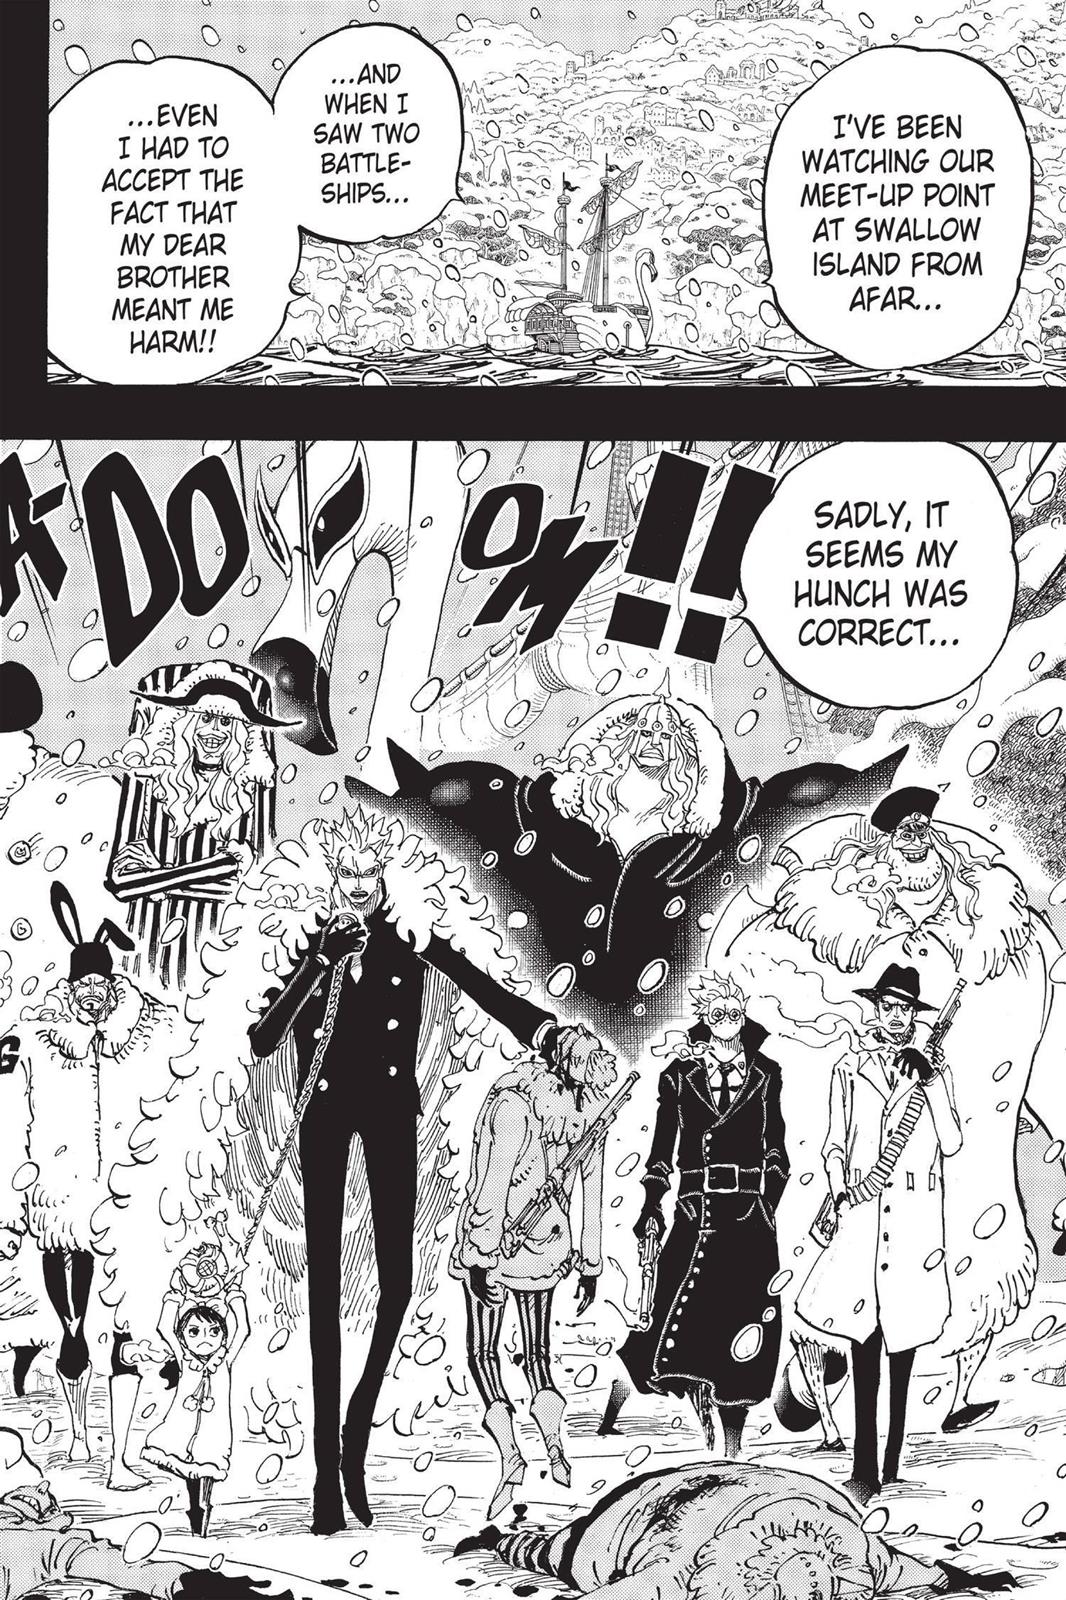 I'VE BEEN
WATCHING OUR
MEET-UP POINT
AT SWALLOW
ISLAND FROM
AFAR...
...AND
WHEN I
SAW TWO
BATTLE-
SHIPS...
...EVEN
I HAD TO
ACCEPT THE
FACT THAT
MY DEAR
BROTHER
MEANT ME
HARM!!
SADLY, IT
SEEMS MY
HUNCH WAS
CORRECT...
A-DOOM!!
G